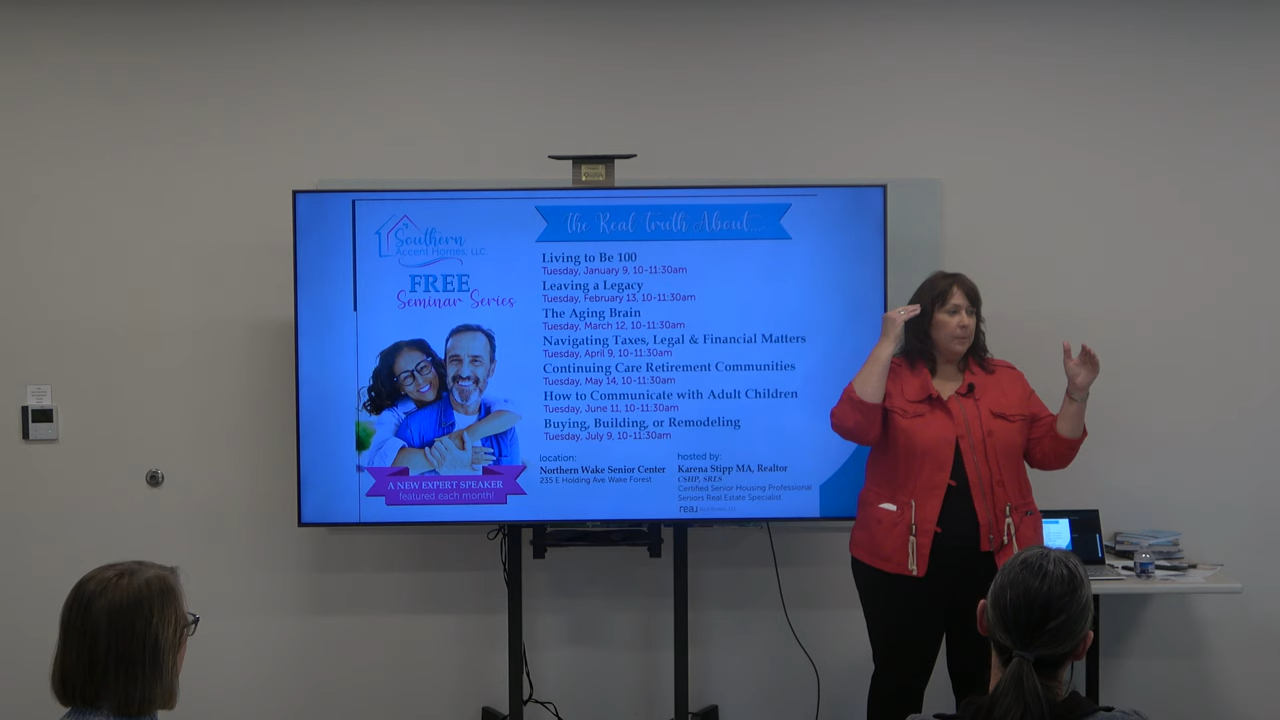 Southern
Accent Homes, LLC.
FREE
Seminar Series
A NEW EXPERT SPEAKER
featured each month!
The Real Truth About...
Living to Be 100
Tuesday, January 9, 10-11:30am
Leaving a Legacy
Tuesday, February 13, 10-11:30am
The Aging Brain
Tuesday, March 12, 10-11:30am
Navigating Taxes, Legal & Financial Matters
Tuesday, April 9, 10-11:30am
Continuing Care Retirement Communities
Tuesday, May 14, 10-11:30am
How to Communicate with Adult Children
Tuesday, June 11, 10-11:30am
Buying, Building, or Remodeling
Tuesday, July 9, 10-11:30am
location:
Northern Wake Senior Center
235 E Holding Ave Wake Forest
hosted by:
Karena Stipp MA, Realtor
CSHP, SRES
Certified Senior Housing Professional
Seniors Real Estate Specialist
real